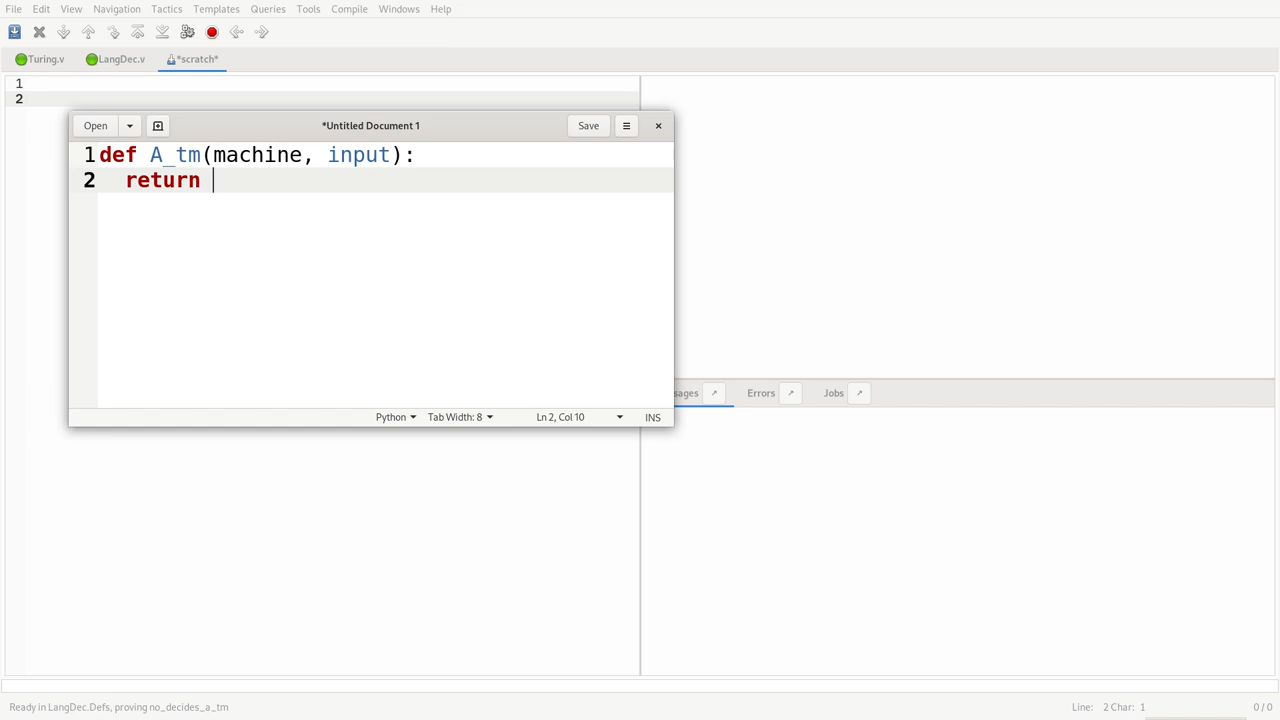 File Edit View Navigation Tactics Templates Queries Tools Compile Windows Help
Turing.v LangDec.v *scratch*
1
2
Open *Untitled Document 1 Save
1 def A_tm(machine, input):
2 return
Python Tab Width: 8 Ln 2, Col 10 INS
sages Errors Jobs
Ready in LangDec.Defs, proving no_decides_a_tm Line: 2 Char: 1 0 / 0